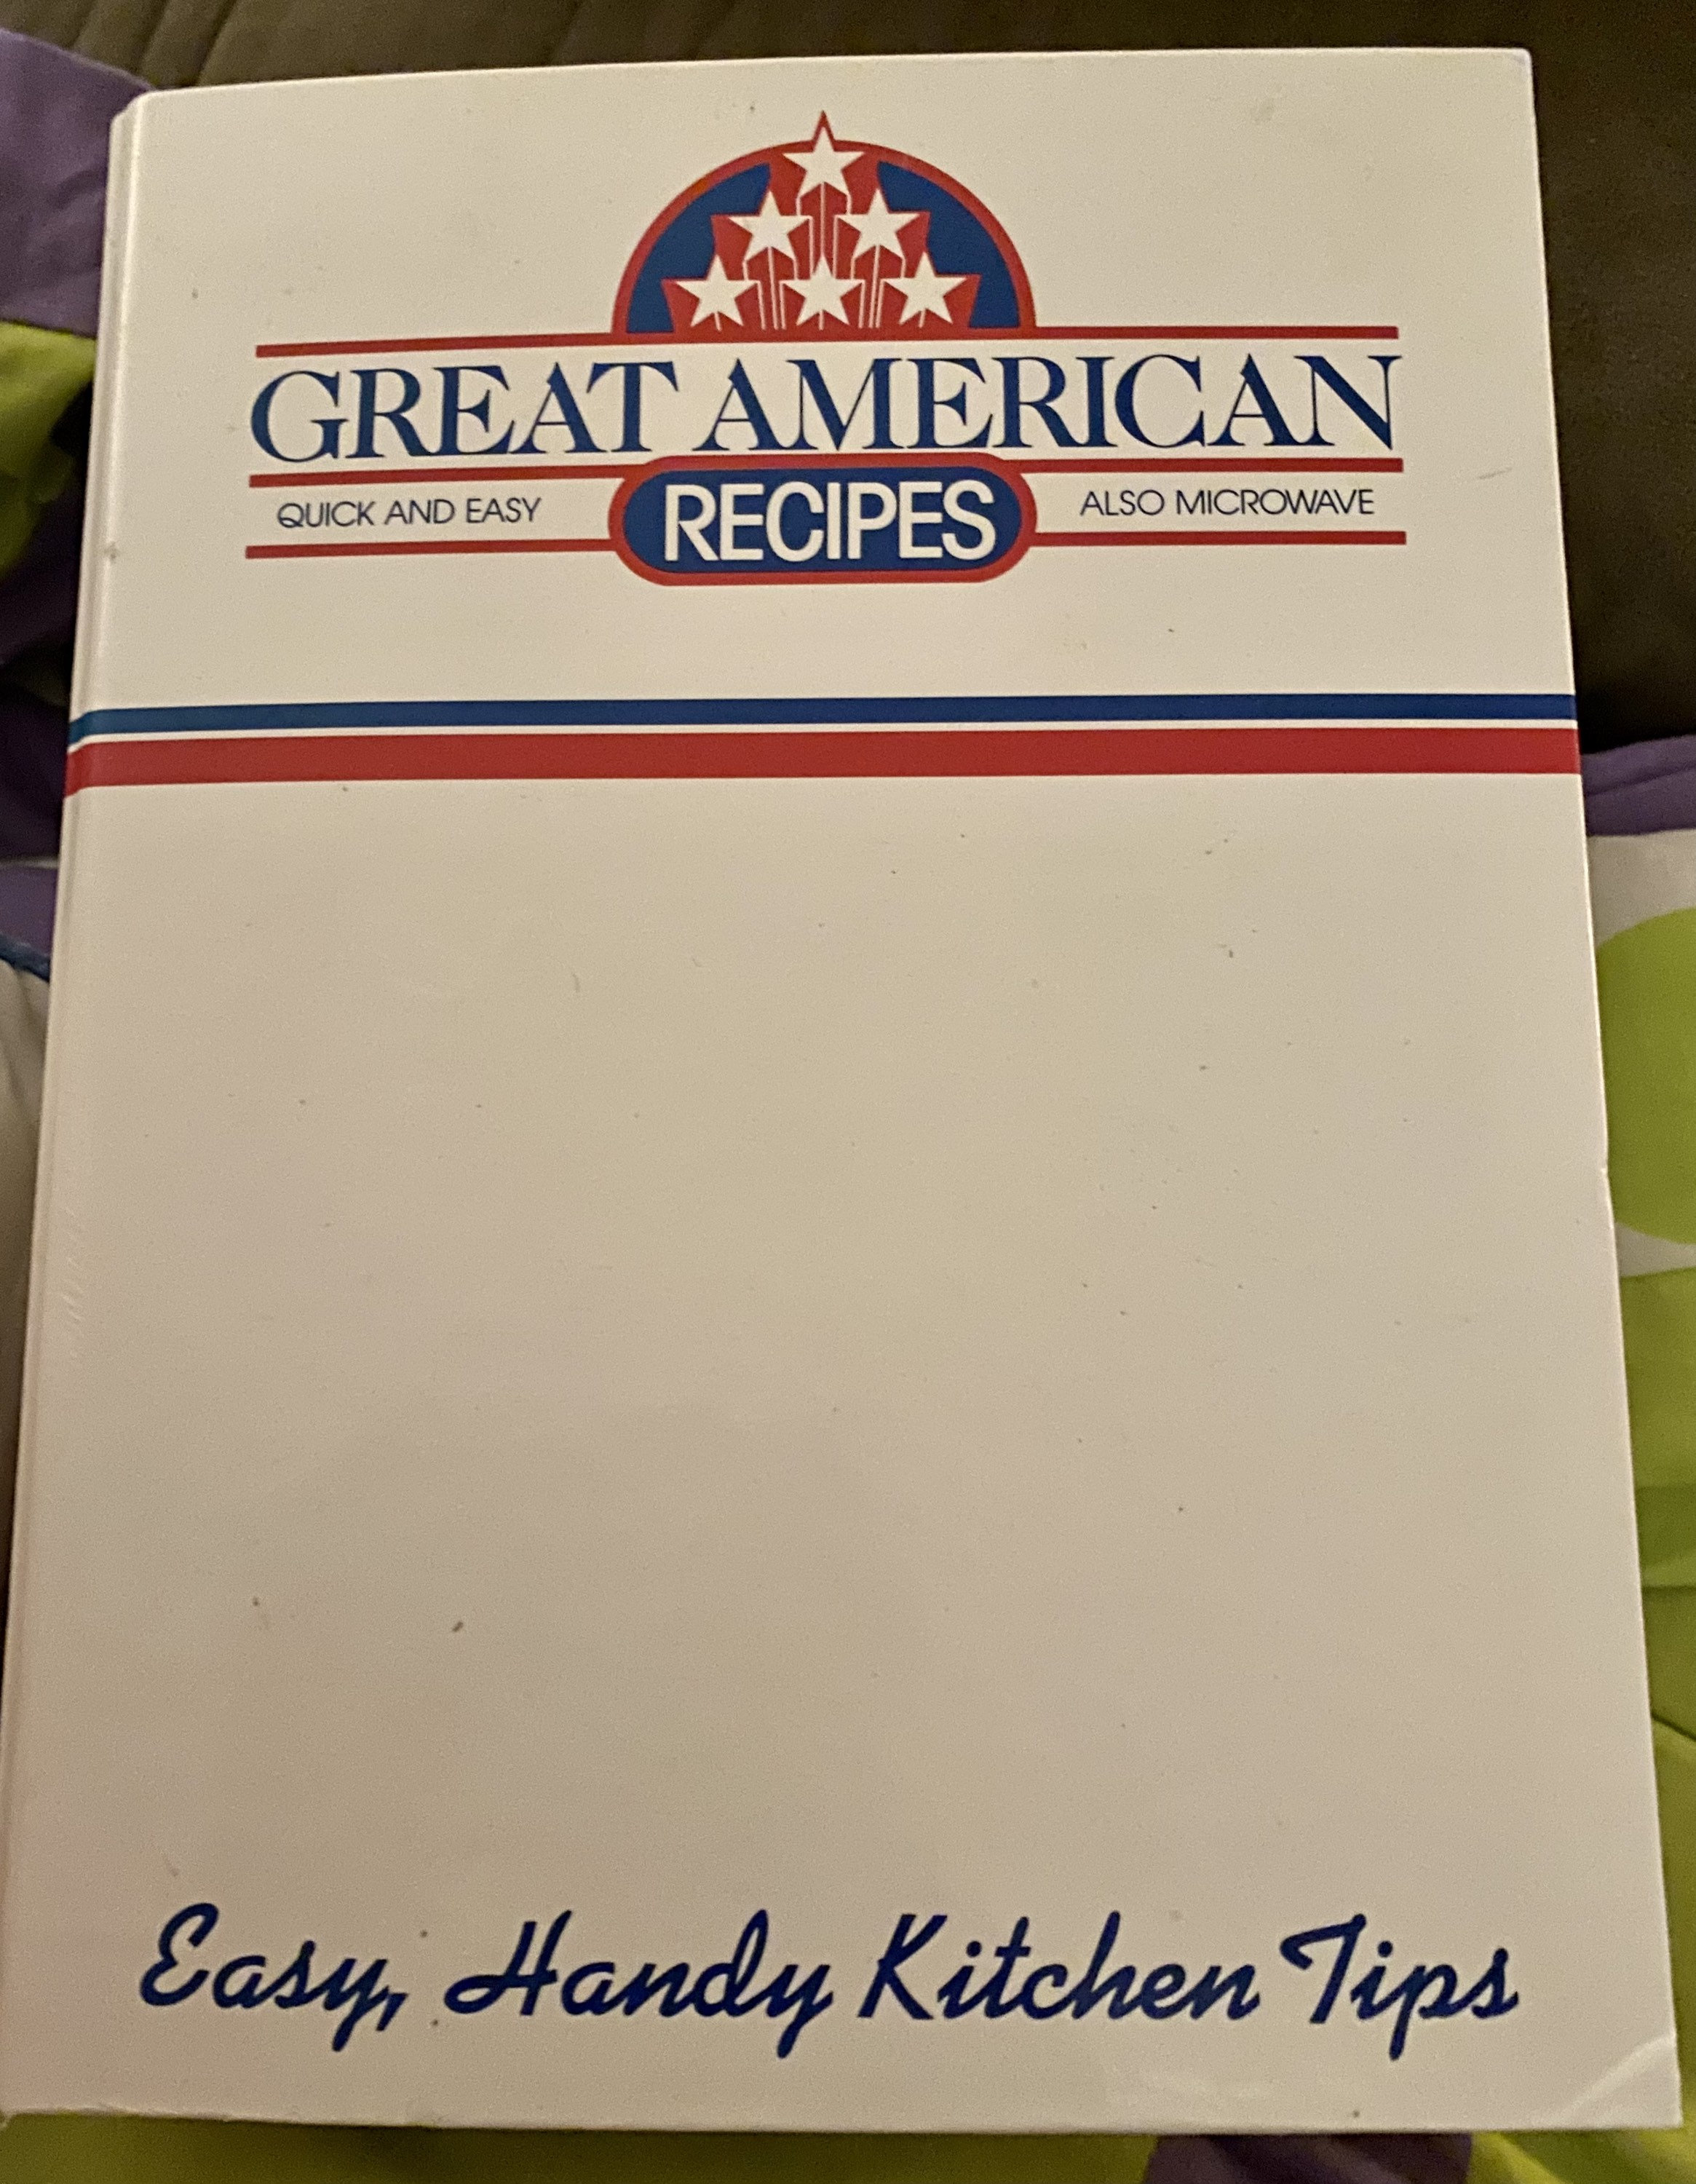 GREAT AMERICAN
QUICK AND EASY RECIPES ALSO MICROWAVE
Easy, Handy Kitchen Tips